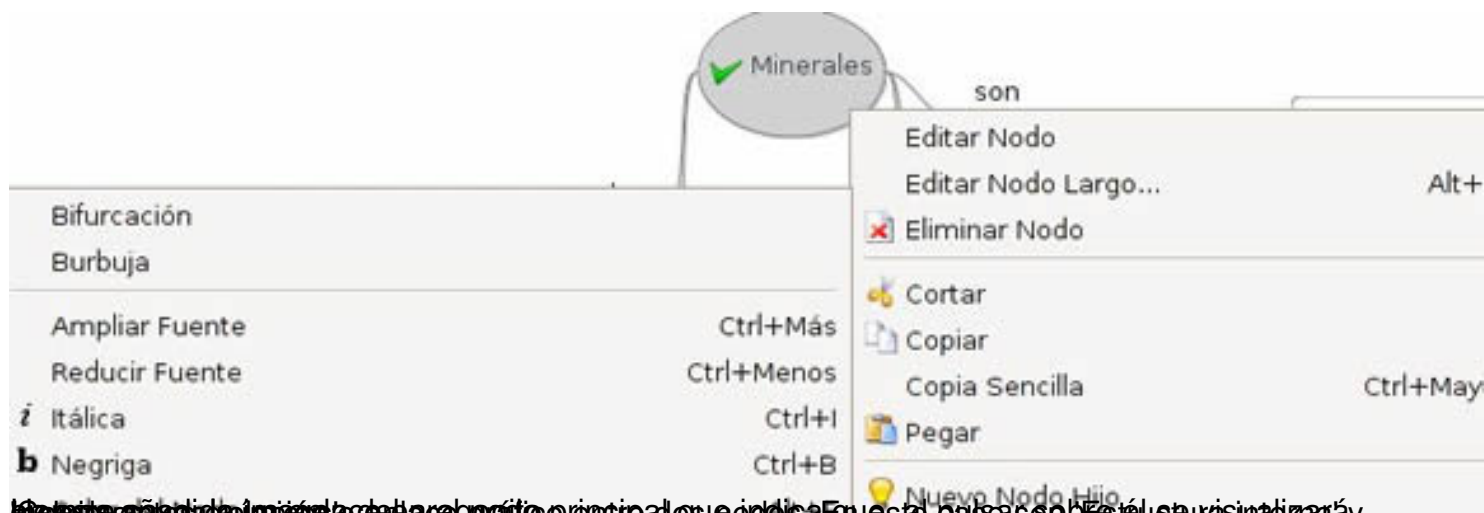 Minerales
son
Editar Nodo
Editar Nodo Largo... Alt+
Eliminar Nodo
Cortar
Copiar
Copia Sencilla Ctrl+May
Pegar
Nuevo Nodo Hijo
Bifurcación
Burbuja
Ampliar Fuente Ctrl+Más
Reducir Fuente Ctrl+Menos
i Itálica Ctrl+I
b Negriga Ctrl+B